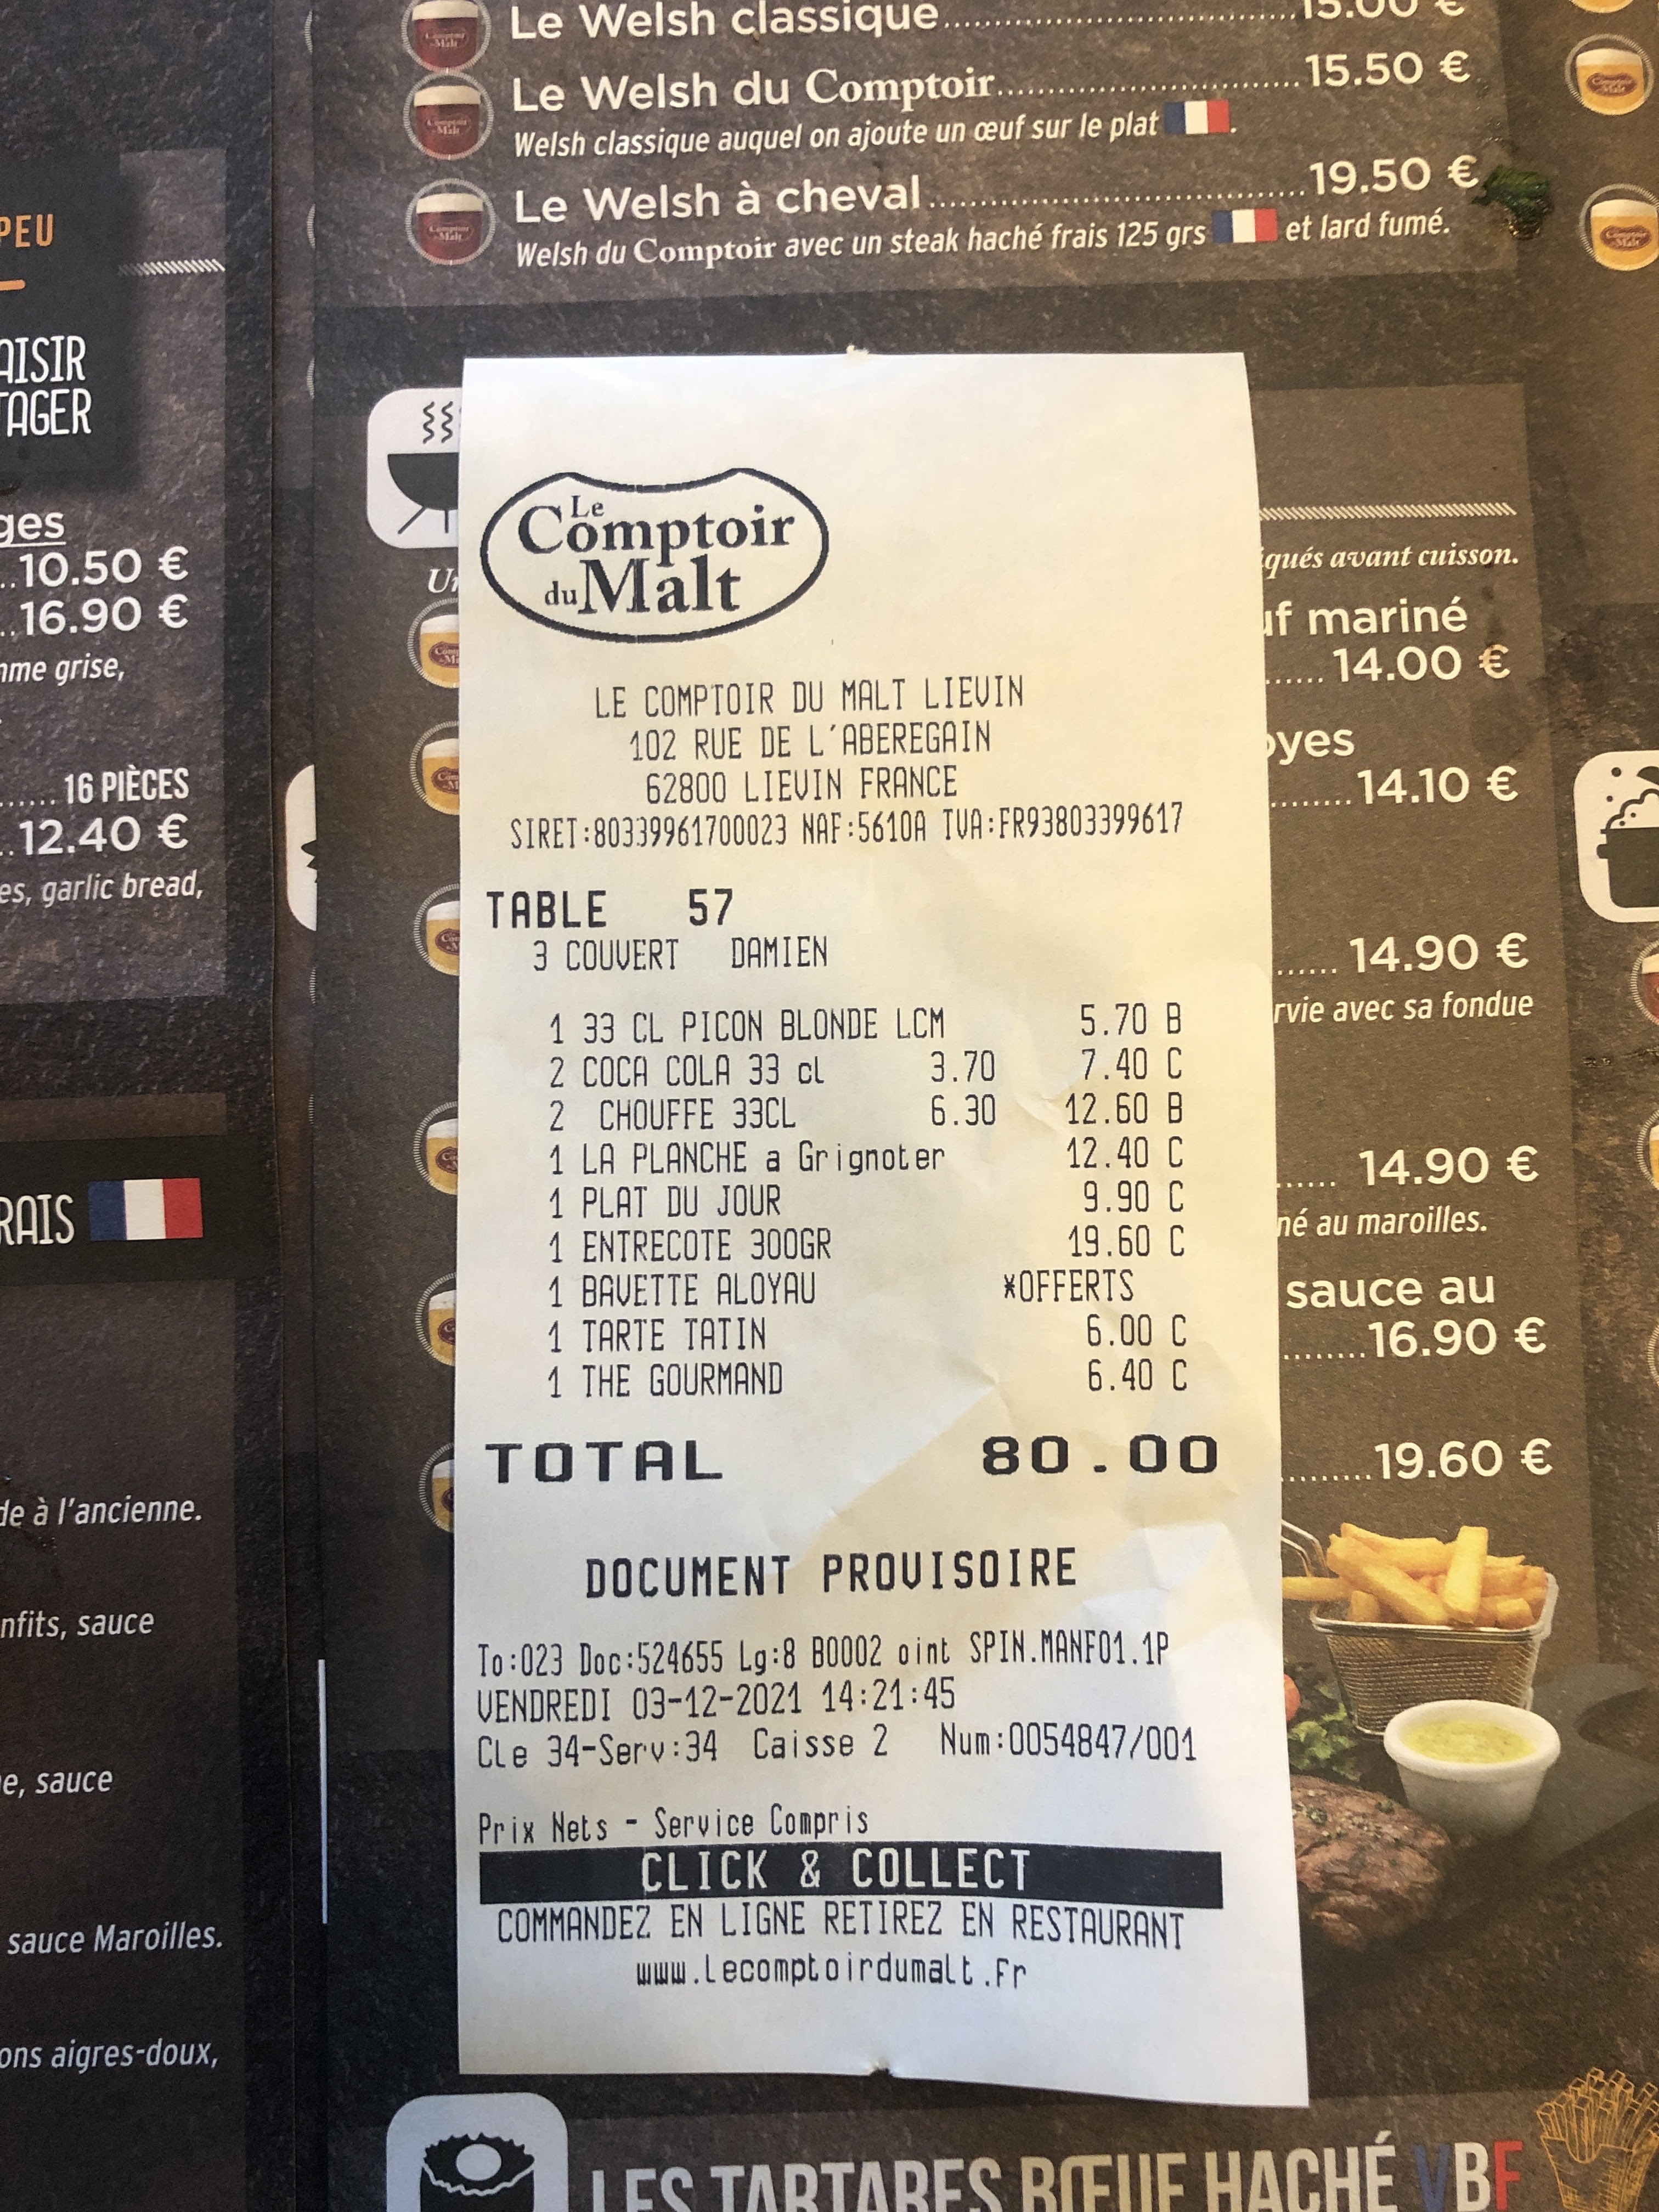 Le Welsh classique 15.00 €
Le Welsh du Comptoir 15.50 €
Welsh classique auquel on ajoute un œuf sur le plat.
Le Welsh à cheval 19.50 €
Welsh du Comptoir avec un steak haché frais 125 grs et lard fumé.
PEU
AISIR
TAGER
ges
10.50 €
16.90 €
mme grise,
16 PIÈCES
12.40 €
es, garlic bread,
RAIS
de à l'ancienne.
nfits, sauce
e, sauce
sauce Maroilles.
ons aigres-doux,
Le
Comptoir
du Malt
LE COMPTOIR DU MALT LIEVIN
102 RUE DE L'ABEREGAIN
62800 LIEVIN FRANCE
SIRET:80339961700023 NAF:5610A TVA:FR93803399617
TABLE 57
3 COUVERT DAMIEN
1 33 CL PICON BLONDE LCM 5.70 B
2 COCA COLA 33 cl 3.70 7.40 C
2 CHOUFFE 33CL 6.30 12.60 B
1 LA PLANCHE a Grignoter 12.40 C
1 PLAT DU JOUR 9.90 C
1 ENTRECOTE 300GR 19.60 C
1 BAVETTE ALOYAU *OFFERTS
1 TARTE TATIN 6.00 C
1 THE GOURMAND 6.40 C
TOTAL 80.00
DOCUMENT PROVISOIRE
To:023 Doc:524655 Lg:8 B0002 oint SPIN.MANF01.1P
VENDREDI 03-12-2021 14:21:45
Cle 34-Serv:34 Caisse 2 Num:0054847/001
Prix Nets - Service Compris
CLICK & COLLECT
COMMANDEZ EN LIGNE RETIREZ EN RESTAURANT
www.lecomptoirdumalt.fr
iqués avant cuisson.
uf mariné
14.00 €
oyes
14.10 €
14.90 €
rvie avec sa fondue
14.90 €
né au maroilles.
sauce au
16.90 €
19.60 €
LES TARTARES BŒUF HACHÉ VBF